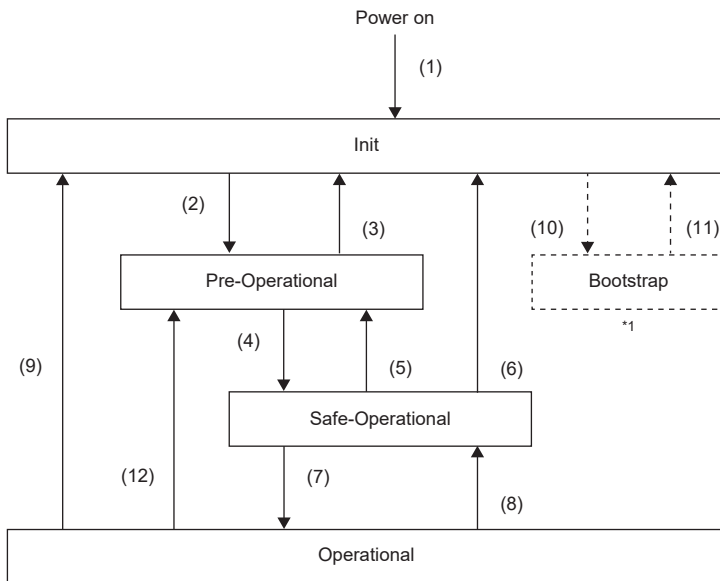 Power on
(1)
Init
(2)
(3)
(10)
(11)
Pre-Operational
Bootstrap
*1
(4)
(9)
(5)
(6)
Safe-Operational
(12)
(7)
(8)
Operational